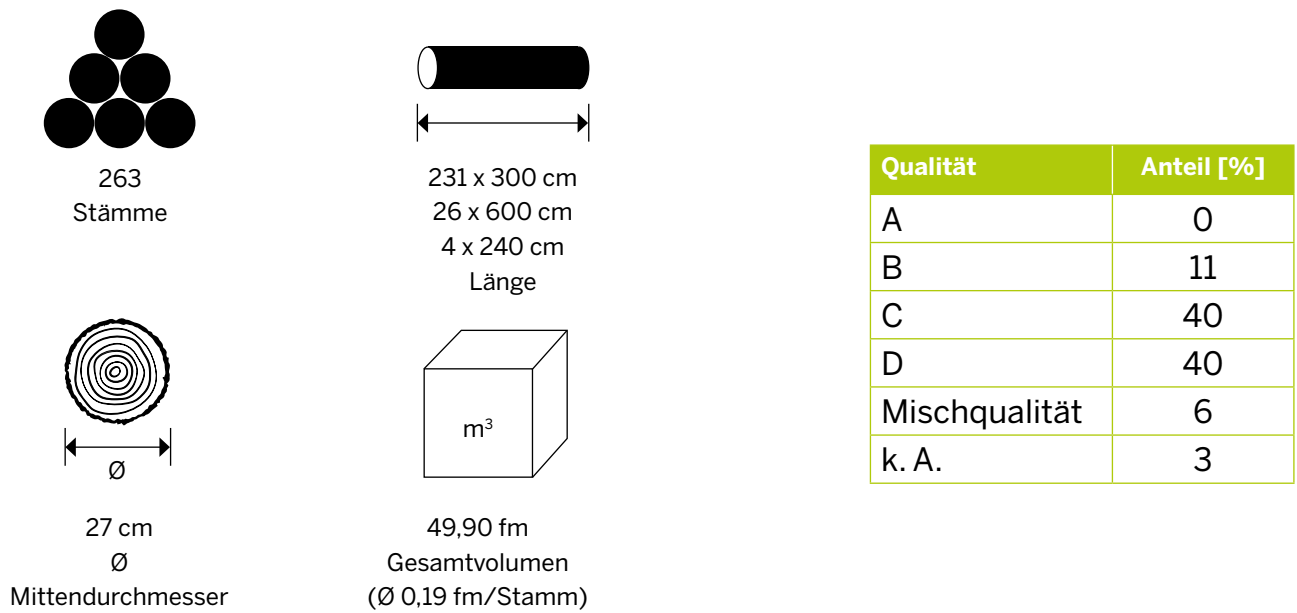 263
Stämme
231 x 300 cm
26 x 600 cm
4 x 240 cm
Länge
Ø
27 cm
Ø
Mittendurchmesser
m³
49,90 fm
Gesamtvolumen
(Ø 0,19 fm/Stamm)
Qualität Anteil [%]
A 0
B 11
C 40
D 40
Mischqualität 6
k. A. 3